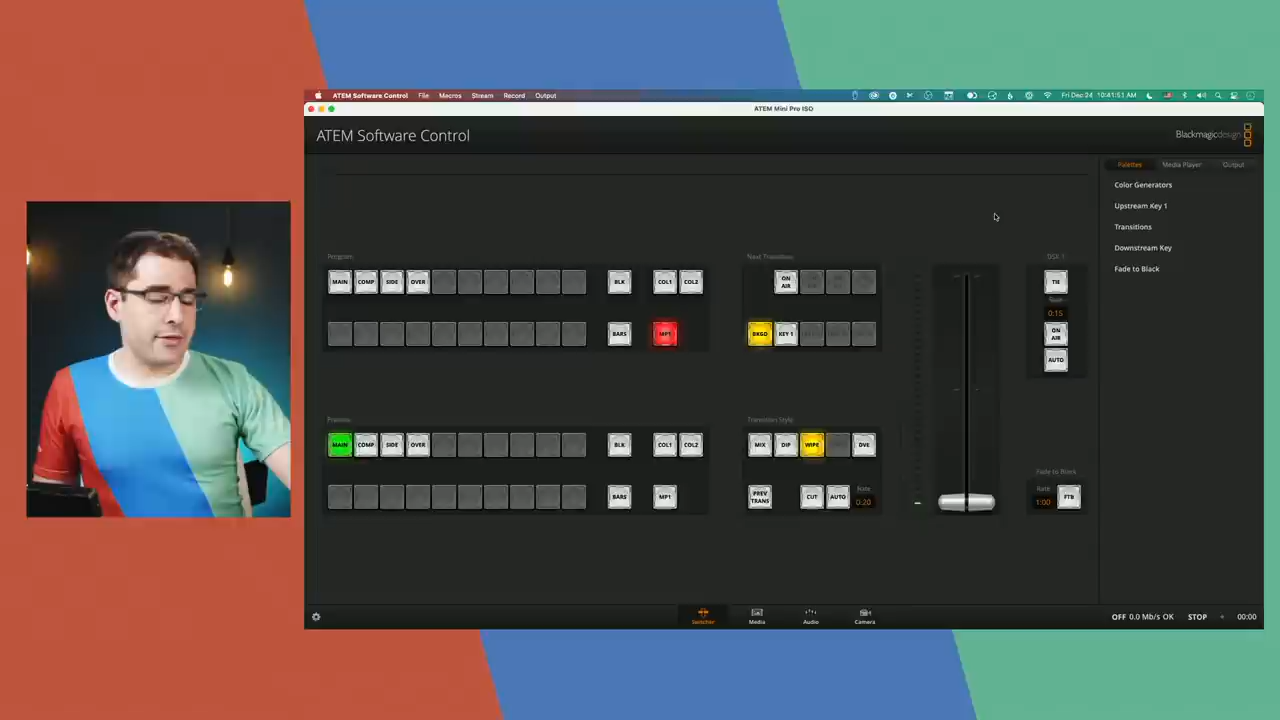 ATEM Software Control File Macros Stream Record Output Fri Dec 24 10:41:51 AM
ATEM Mini Pro ISO
ATEM Software Control
Blackmagicdesign
Palettes Media Player Output
Color Generators
Upstream Key 1
Transitions
Downstream Key
Fade to Black
Program
Next Transition
DSK 1
MAIN COMP SIDE OVER BLK COL1 COL2
ON AIR
TIE
Rate
0:15
BARS MP1
BKGD KEY 1
ON AIR
AUTO
Preview
Transition Style
MAIN COMP SIDE OVER BLK COL1 COL2
MIX DIP WIPE DVE
Fade to Black
BARS MP1
PREV TRANS CUT AUTO Rate 0:20
Rate 1:00 FTB
Switcher Media Audio Camera
OFF 0.0 Mb/s OK STOP 00:00